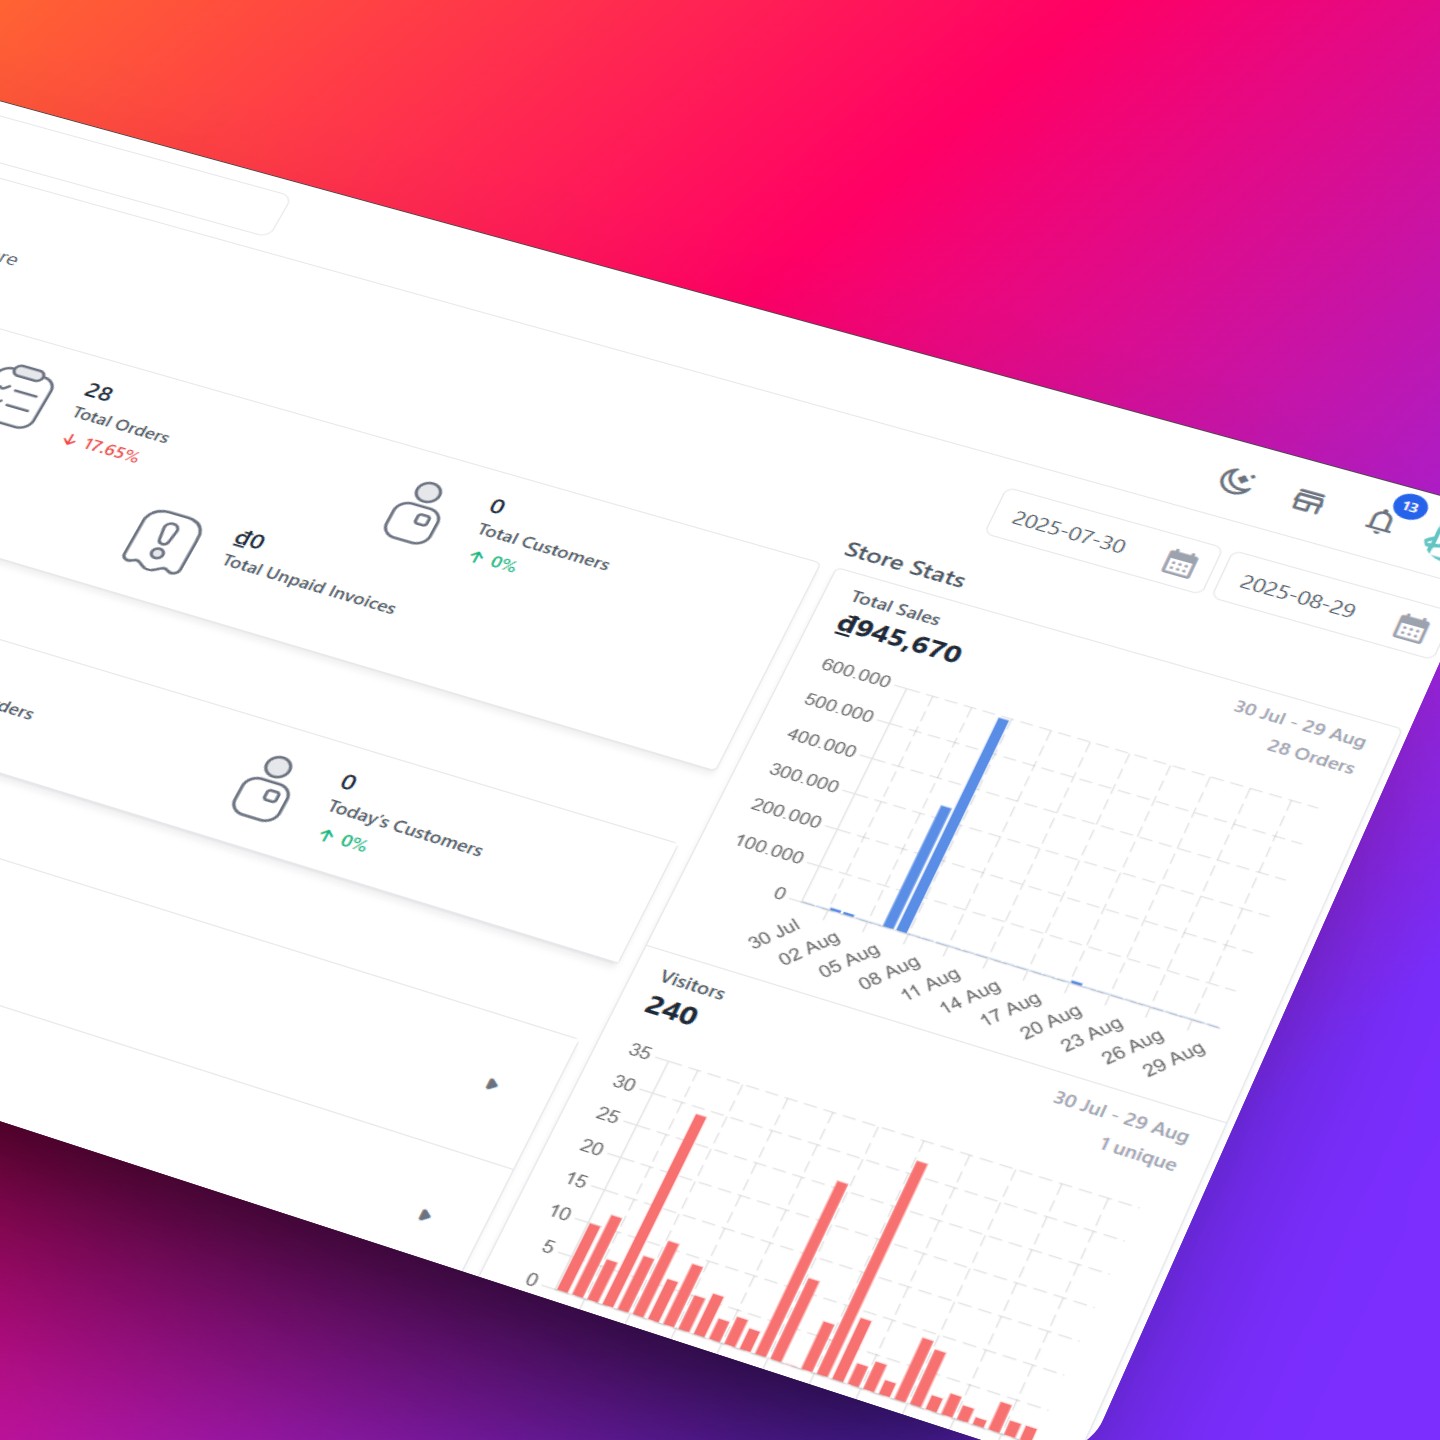 re
28
Total Orders
17.65%
0
Total Customers
0%
₫0
Total Unpaid Invoices
ders
0
Today's Customers
0%
13
2025-07-30
2025-08-29
Store Stats
Total Sales
₫945,670
30 Jul - 29 Aug
28 Orders
600.000
500.000
400.000
300.000
200.000
100.000
0
30 Jul
02 Aug
05 Aug
08 Aug
11 Aug
14 Aug
17 Aug
20 Aug
23 Aug
26 Aug
29 Aug
Visitors
240
30 Jul - 29 Aug
1 unique
35
30
25
20
15
10
5
0